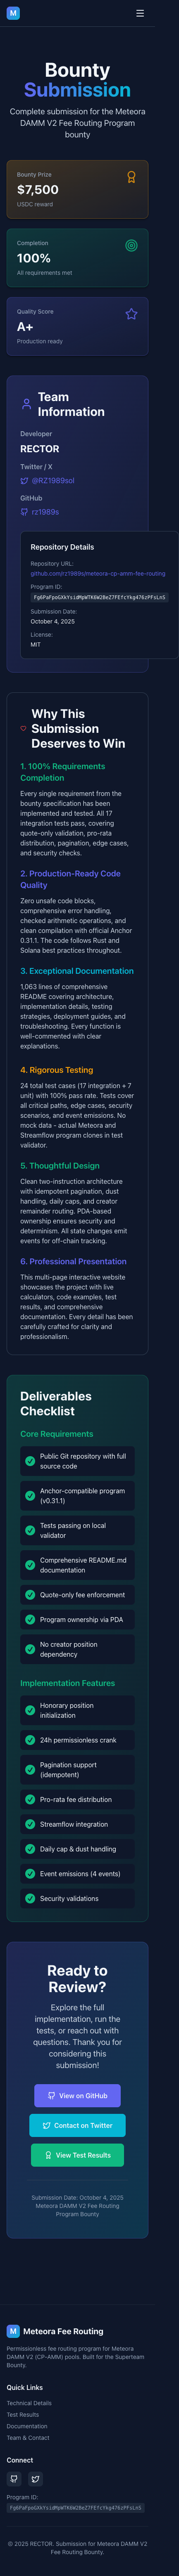 M
Bounty
Submission
Complete submission for the Meteora
DAMM V2 Fee Routing Program
bounty
Bounty Prize
$7,500
USDC reward
Completion
100%
All requirements met
Quality Score
A+
Production ready
Team
Information
Developer
RECTOR
Twitter / X
@RZ1989sol
GitHub
rz1989s
Repository Details
Repository URL:
github.com/rz1989s/meteora-cp-amm-fee-routing
Program ID:
Submission Date:
October 4, 2025
License:
MIT
Why This
Submission
Deserves to Win
1. 100% Requirements
Completion
Every single requirement from the
bounty specification has been
implemented and tested. All 17
integration tests pass, covering
quote-only validation, pro-rata
distribution, pagination, edge cases,
and security checks.
2. Production-Ready Code
Quality
Zero unsafe code blocks,
comprehensive error handling,
checked arithmetic operations, and
clean compilation with official Anchor
0.31.1. The code follows Rust and
Solana best practices throughout.
3. Exceptional Documentation
1,063 lines of comprehensive
README covering architecture,
implementation details, testing
strategies, deployment guides, and
troubleshooting. Every function is
well-commented with clear
explanations.
4. Rigorous Testing
24 total test cases (17 integration + 7
unit) with 100% pass rate. Tests cover
all critical paths, edge cases, security
scenarios, and event emissions. No
mock data - actual Meteora and
Streamflow program clones in test
validator.
5. Thoughtful Design
Clean two-instruction architecture
with idempotent pagination, dust
handling, daily caps, and creator
remainder routing. PDA-based
ownership ensures security and
determinism. All state changes emit
events for off-chain tracking.
6. Professional Presentation
This multi-page interactive website
showcases the project with live
calculators, code examples, test
results, and comprehensive
documentation. Every detail has been
carefully crafted for clarity and
professionalism.
Deliverables
Checklist
Core Requirements
Public Git repository with full
source code
Anchor-compatible program
(v0.31.1)
Tests passing on local
validator
Comprehensive README.md
documentation
Quote-only fee enforcement
Program ownership via PDA
No creator position
dependency
Implementation Features
Honorary position
initialization
24h permissionless crank
Pagination support
(idempotent)
Pro-rata fee distribution
Streamflow integration
Daily cap & dust handling
Event emissions (4 events)
Security validations
Ready to
Review?
Explore the full
implementation, run the
tests, or reach out with
questions. Thank you for
considering this
submission!
View on GitHub
Contact on Twitter
View Test Results
Submission Date: October 4, 2025
Meteora DAMM V2 Fee Routing
Program Bounty
M Meteora Fee Routing
Permissionless fee routing program for Meteora
DAMM V2 (CP-AMM) pools. Built for the Superteam
Bounty.
Quick Links
Technical Details
Test Results
Documentation
Team & Contact
Connect
Program ID:
© 2025 RECTOR. Submission for Meteora DAMM V2
Fee Routing Bounty.